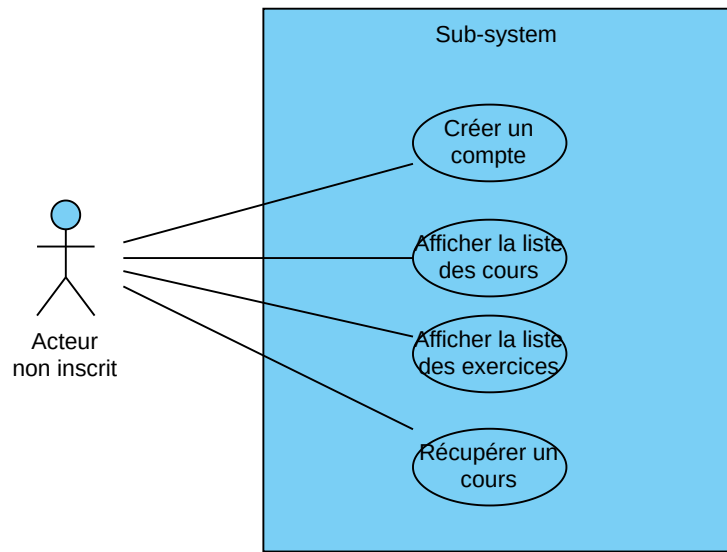 Sub-system
Créer un
compte
Afficher la liste
des cours
Afficher la liste
des exercices
Récupérer un
cours
Acteur
non inscrit